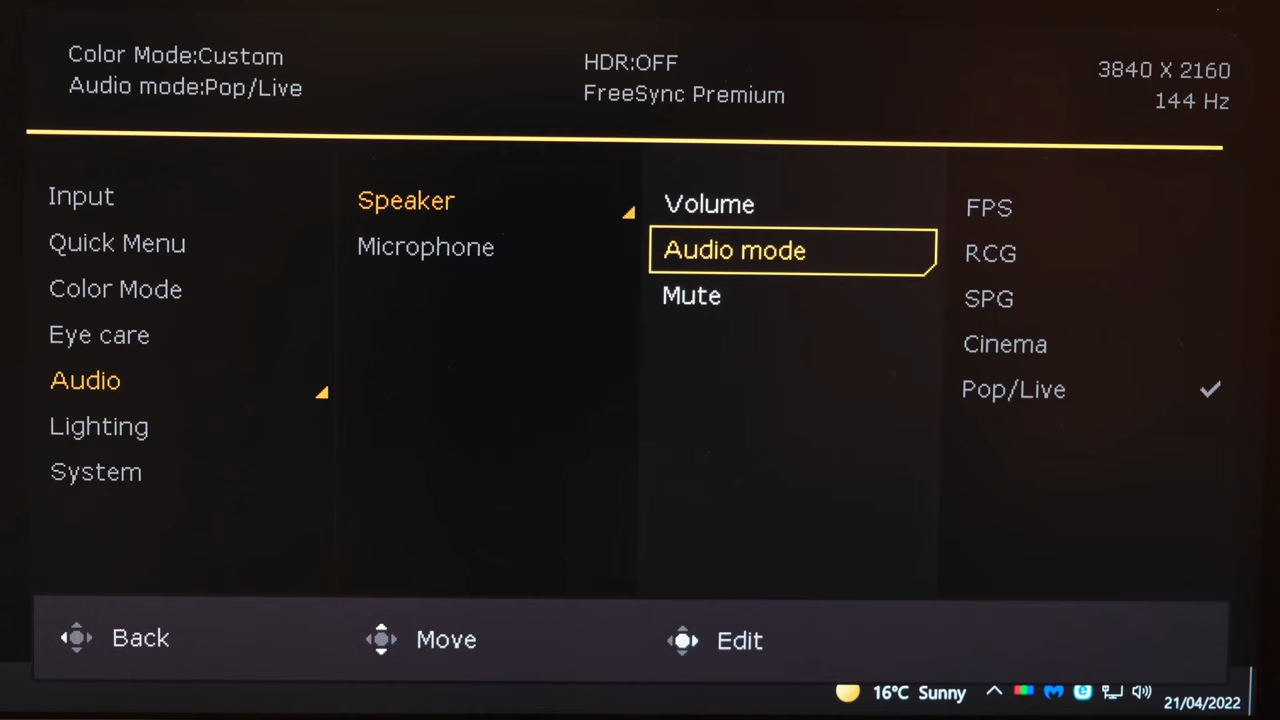 Color Mode:Custom
Audio mode:Pop/Live
HDR:OFF
FreeSync Premium
3840 X 2160
144 Hz
Input
Quick Menu
Color Mode
Eye care
Audio
Lighting
System
Speaker
Microphone
Volume
Audio mode
Mute
FPS
RCG
SPG
Cinema
Pop/Live
Back
Move
Edit
16°C Sunny
21/04/2022